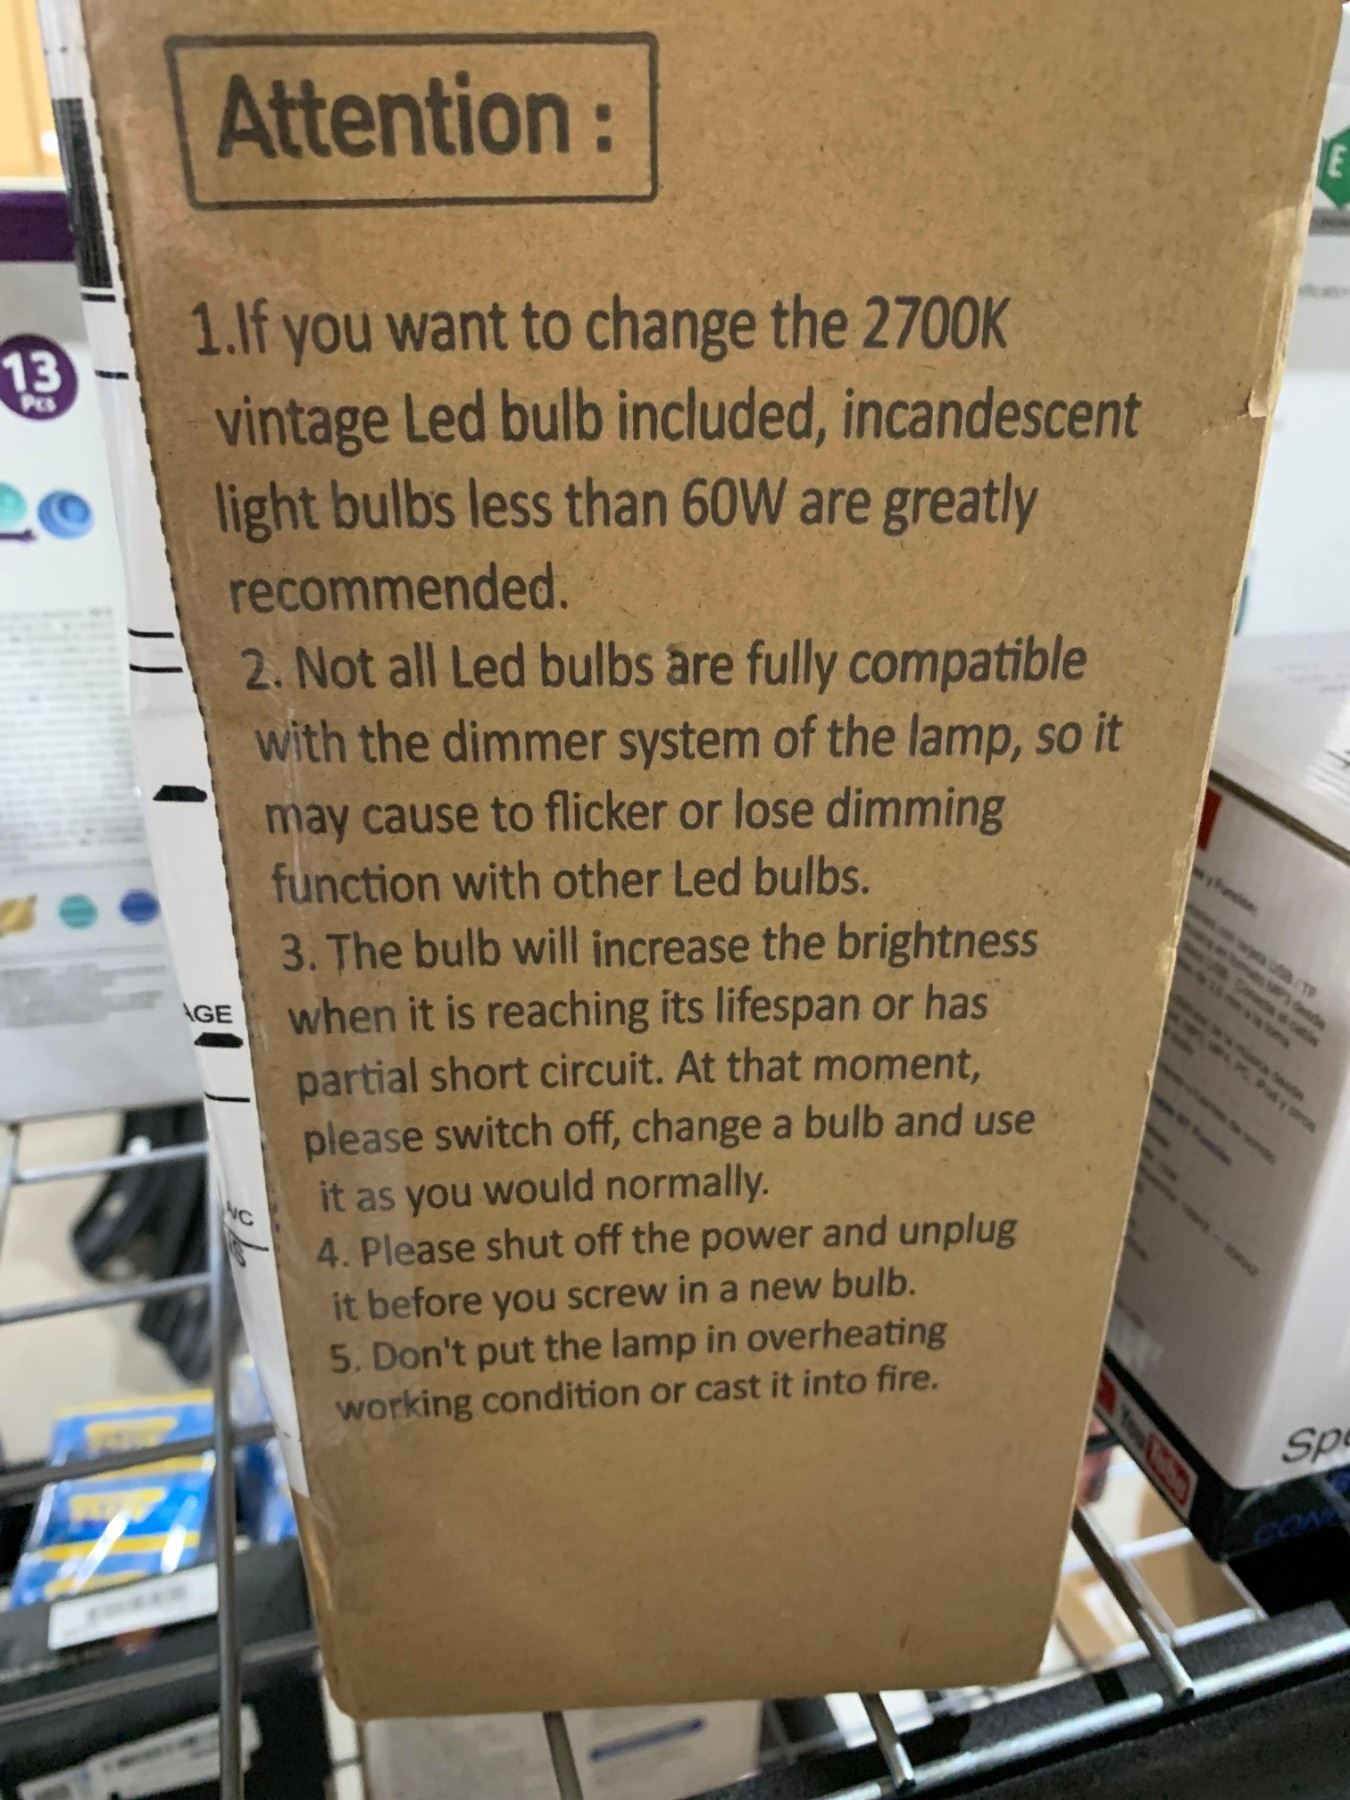 Attention :
1.If you want to change the 2700K
vintage Led bulb included, incandescent
light bulbs less than 60W are greatly
recommended.
2. Not all Led bulbs are fully compatible
with the dimmer system of the lamp, so it
may cause to flicker or lose dimming
function with other Led bulbs.
3. The bulb will increase the brightness
when it is reaching its lifespan or has
partial short circuit. At that moment,
please switch off, change a bulb and use
it as you would normally.
4. Please shut off the power and unplug
it before you screw in a new bulb.
5. Don't put the lamp in overheating
working condition or cast it into fire.
13
Pcs
AGE
E
YouTube